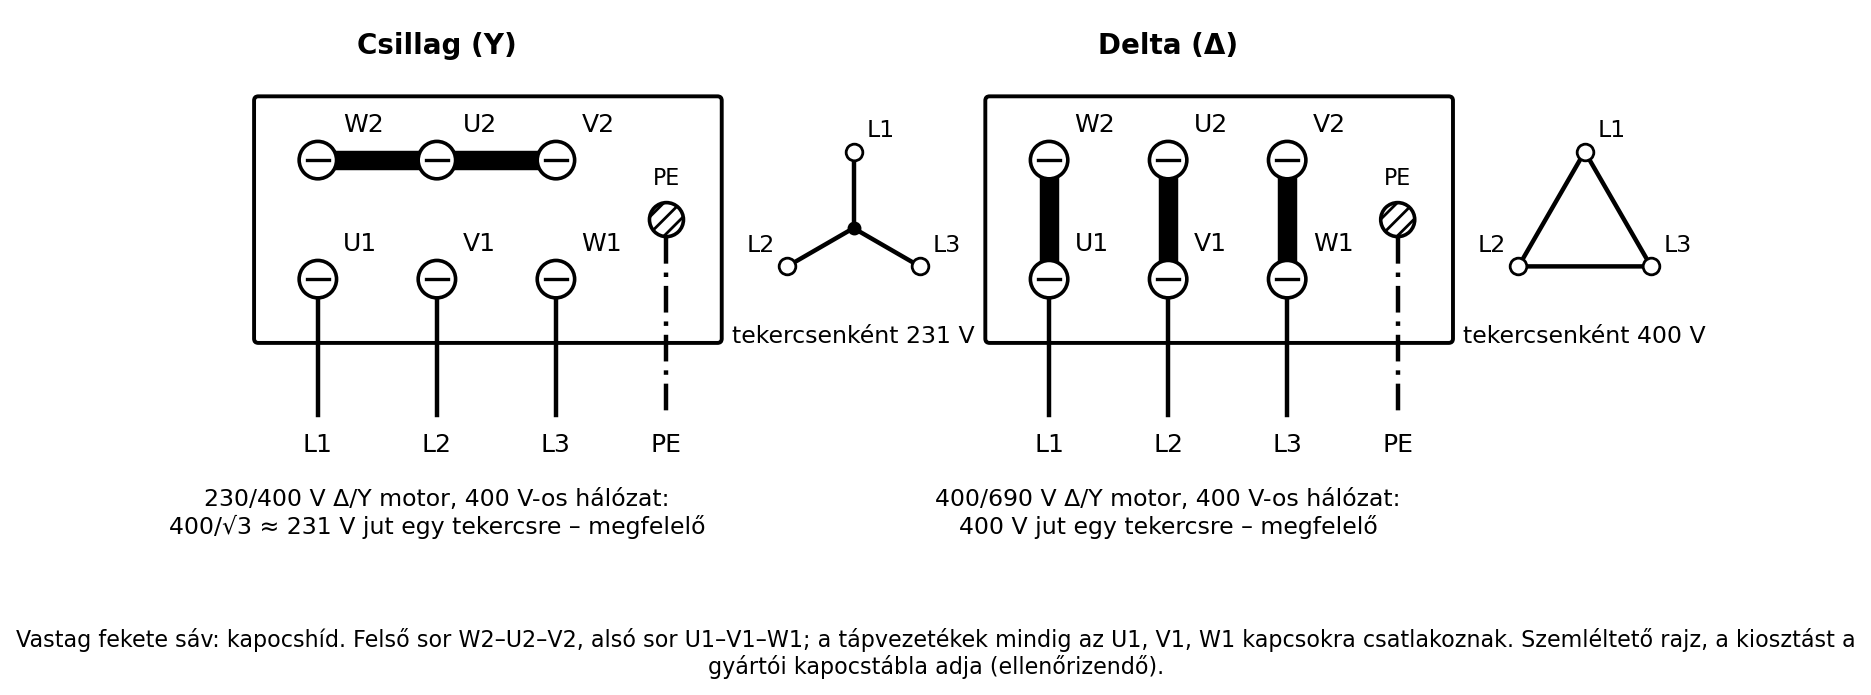 Csillag (Y)
W2 U2 V2
PE
U1 V1 W1
L1
L2 L3
tekercsenként 231 V
L1 L2 L3 PE
230/400 V Δ/Y motor, 400 V-os hálózat:
400/√3 ≈ 231 V jut egy tekercsre – megfelelő
Delta (Δ)
W2 U2 V2
PE
U1 V1 W1
L1
L2 L3
tekercsenként 400 V
L1 L2 L3 PE
400/690 V Δ/Y motor, 400 V-os hálózat:
400 V jut egy tekercsre – megfelelő
Vastag fekete sáv: kapocshíd. Felső sor W2–U2–V2, alsó sor U1–V1–W1; a tápvezetékek mindig az U1, V1, W1 kapcsokra csatlakoznak. Szemléltető rajz, a kiosztást a
gyártói kapocstábla adja (ellenőrizendő).